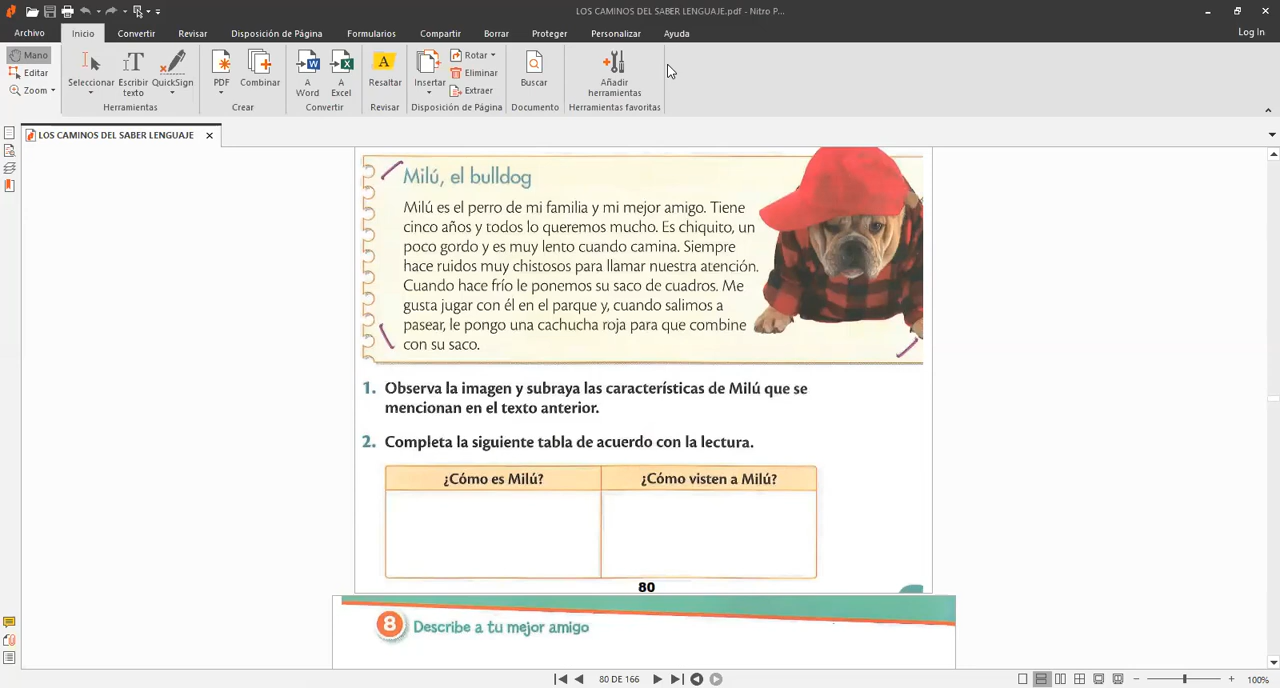 LOS CAMINOS DEL SABER LENGUAJE.pdf - Nitro P...
Archivo Inicio Convertir Revisar Disposición de Página Formularios Compartir Borrar Proteger Personalizar Ayuda Log In
Mano
Editar
Zoom
Seleccionar
Escribir texto
QuickSign
Herramientas
PDF
Combinar
Crear
A Word
A Excel
Convertir
Resaltar
Revisar
Insertar
Rotar
Eliminar
Extraer
Disposición de Página
Buscar
Documento
Añadir herramientas
Herramientas favoritas
LOS CAMINOS DEL SABER LENGUAJE
Milú, el bulldog
Milú es el perro de mi familia y mi mejor amigo. Tiene
cinco años y todos lo queremos mucho. Es chiquito, un
poco gordo y es muy lento cuando camina. Siempre
hace ruidos muy chistosos para llamar nuestra atención.
Cuando hace frío le ponemos su saco de cuadros. Me
gusta jugar con él en el parque y, cuando salimos a
pasear, le pongo una cachucha roja para que combine
con su saco.
1. Observa la imagen y subraya las características de Milú que se
mencionan en el texto anterior.
2. Completa la siguiente tabla de acuerdo con la lectura.
¿Cómo es Milú? ¿Cómo visten a Milú?
80
8 Describe a tu mejor amigo
80 DE 166
100%